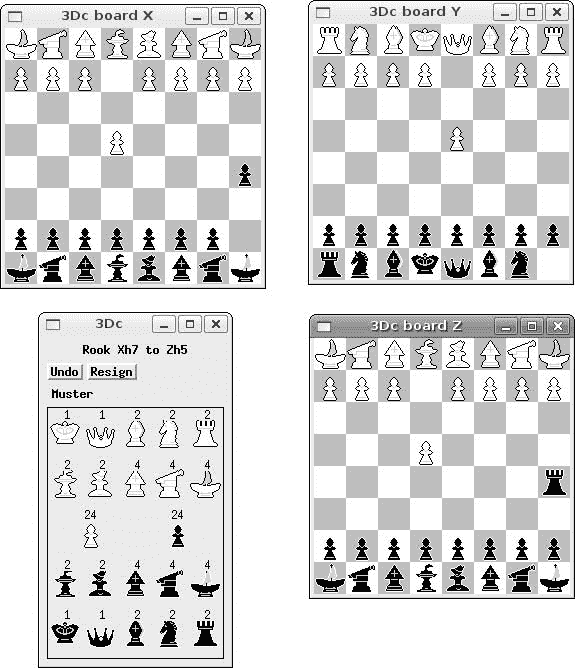 3Dc board X
3Dc board Y
3Dc
Rook Xh7 to Zh5
Undo Resign
Muster
1 1 2 2 2
2 2 4 4 4
24 24
2 2 4 4 4
1 1 2 2 2
3Dc board Z